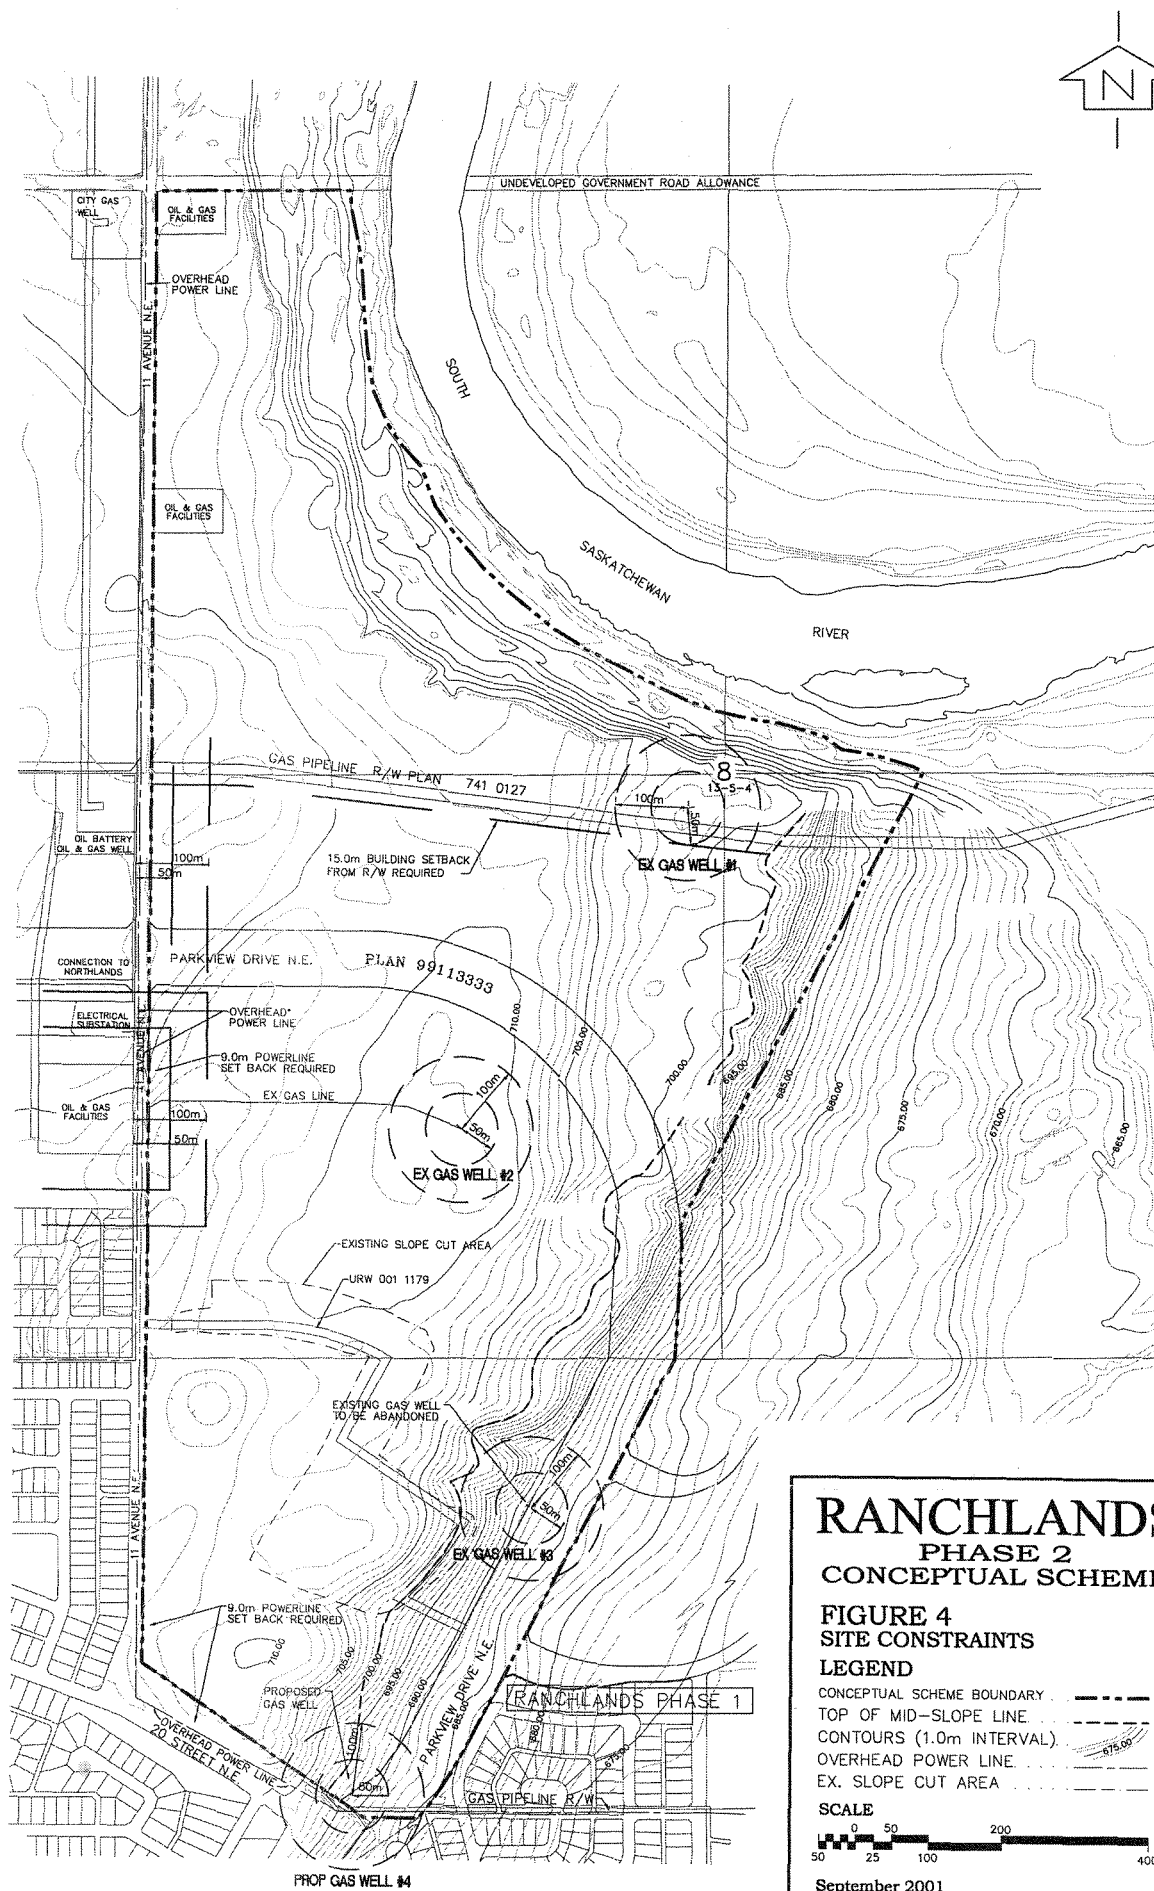 N
UNDEVELOPED GOVERNMENT ROAD ALLOWANCE
CITY GAS
WELL
OIL & GAS
FACILITIES
OVERHEAD
POWER LINE
11 AVENUE N.E.
SOUTH
OIL & GAS
FACILITIES
SASKATCHEWAN
RIVER
GAS PIPELINE R/W PLAN 741 0127
8
13-5-4
100m
50m
EX GAS WELL #1
OIL BATTERY
OIL & GAS WELL
100m
50m
15.0m BUILDING SETBACK
FROM R/W REQUIRED
CONNECTION TO
NORTHLANDS
PARKVIEW DRIVE N.E.
PLAN 99113333
ELECTRICAL
SUBSTATION
OVERHEAD
POWER LINE
11 AVENUE N.E.
9.0m POWERLINE
SET BACK REQUIRED
EX GAS LINE
OIL & GAS
FACILITIES
100m
50m
100m
50m
EX GAS WELL #2
710.00
705.00
700.00
695.00
685.00
680.00
675.00
670.00
665.00
EXISTING SLOPE CUT AREA
URW 001 1179
EXISTING GAS WELL
TO BE ABANDONED
100m
50m
EX GAS WELL #3
11 AVENUE N.E.
9.0m POWERLINE
SET BACK REQUIRED
710.00
705.00
700.00
695.00
690.00
685.00
680.00
675.00
PROPOSED
GAS WELL
PARKVIEW DRIVE N.E.
RANCHLANDS PHASE 1
OVERHEAD POWER LINE
20 STREET N.E.
100m
GAS PIPELINE R/W
PROP GAS WELL #4
RANCHLANDS
PHASE 2
CONCEPTUAL SCHEME
FIGURE 4
SITE CONSTRAINTS
LEGEND
CONCEPTUAL SCHEME BOUNDARY
TOP OF MID-SLOPE LINE
CONTOURS (1.0m INTERVAL)
675.00
OVERHEAD POWER LINE
EX. SLOPE CUT AREA
SCALE
0 50 200
50 25 100 400
September 2001